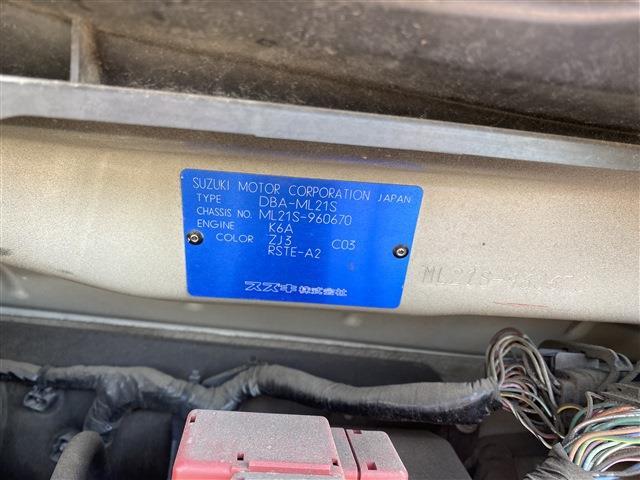 SUZUKI MOTOR CORPORATION JAPAN
TYPE DBA-ML21S
CHASSIS NO. ML21S-960670
ENGINE K6A
COLOR ZJ3 C03
RSTE-A2
スズキ株式会社